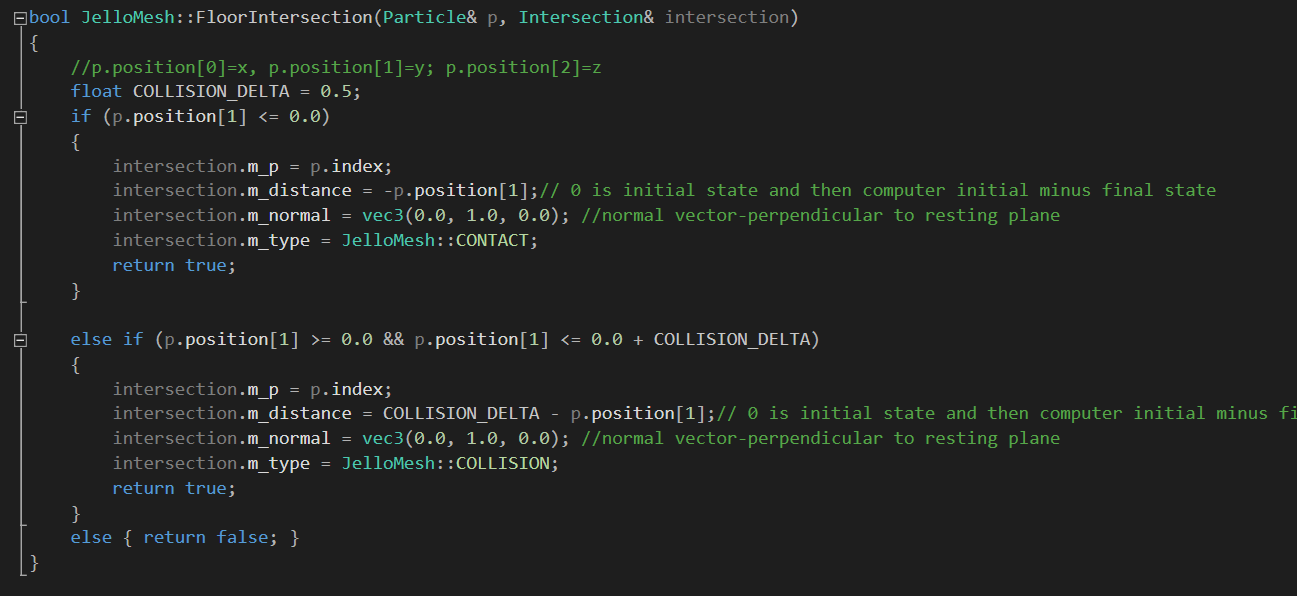 bool JelloMesh::FloorIntersection(Particle& p, Intersection& intersection)
{
//p.position[0]=x, p.position[1]=y; p.position[2]=z
float COLLISION_DELTA = 0.5;
if (p.position[1] <= 0.0)
{
intersection.m_p = p.index;
intersection.m_distance = -p.position[1];// 0 is initial state and then computer initial minus final state
intersection.m_normal = vec3(0.0, 1.0, 0.0); //normal vector-perpendicular to resting plane
intersection.m_type = JelloMesh::CONTACT;
return true;
}
else if (p.position[1] >= 0.0 && p.position[1] <= 0.0 + COLLISION_DELTA)
{
intersection.m_p = p.index;
intersection.m_distance = COLLISION_DELTA - p.position[1];// 0 is initial state and then computer initial minus fi
intersection.m_normal = vec3(0.0, 1.0, 0.0); //normal vector-perpendicular to resting plane
intersection.m_type = JelloMesh::COLLISION;
return true;
}
else { return false; }
}